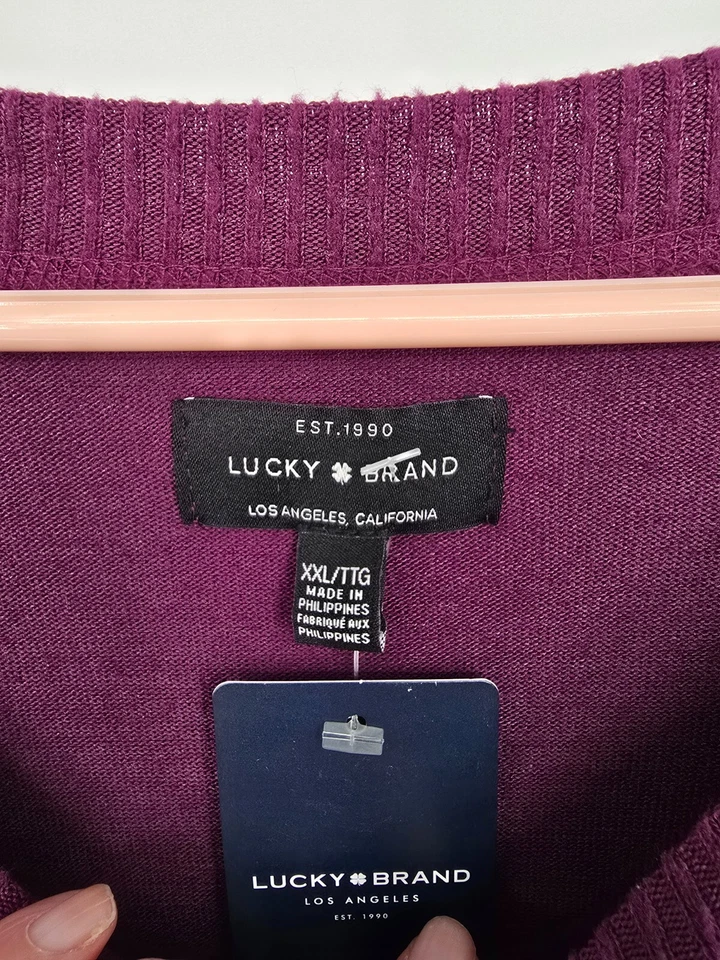 EST.1990
LUCKY BRAND
LOS ANGELES, CALIFORNIA
XXL/TTG
MADE IN
PHILIPPINES
FABRIQUÉ AUX
PHILIPPINES
LUCKY BRAND
LOS ANGELES
EST. 1990